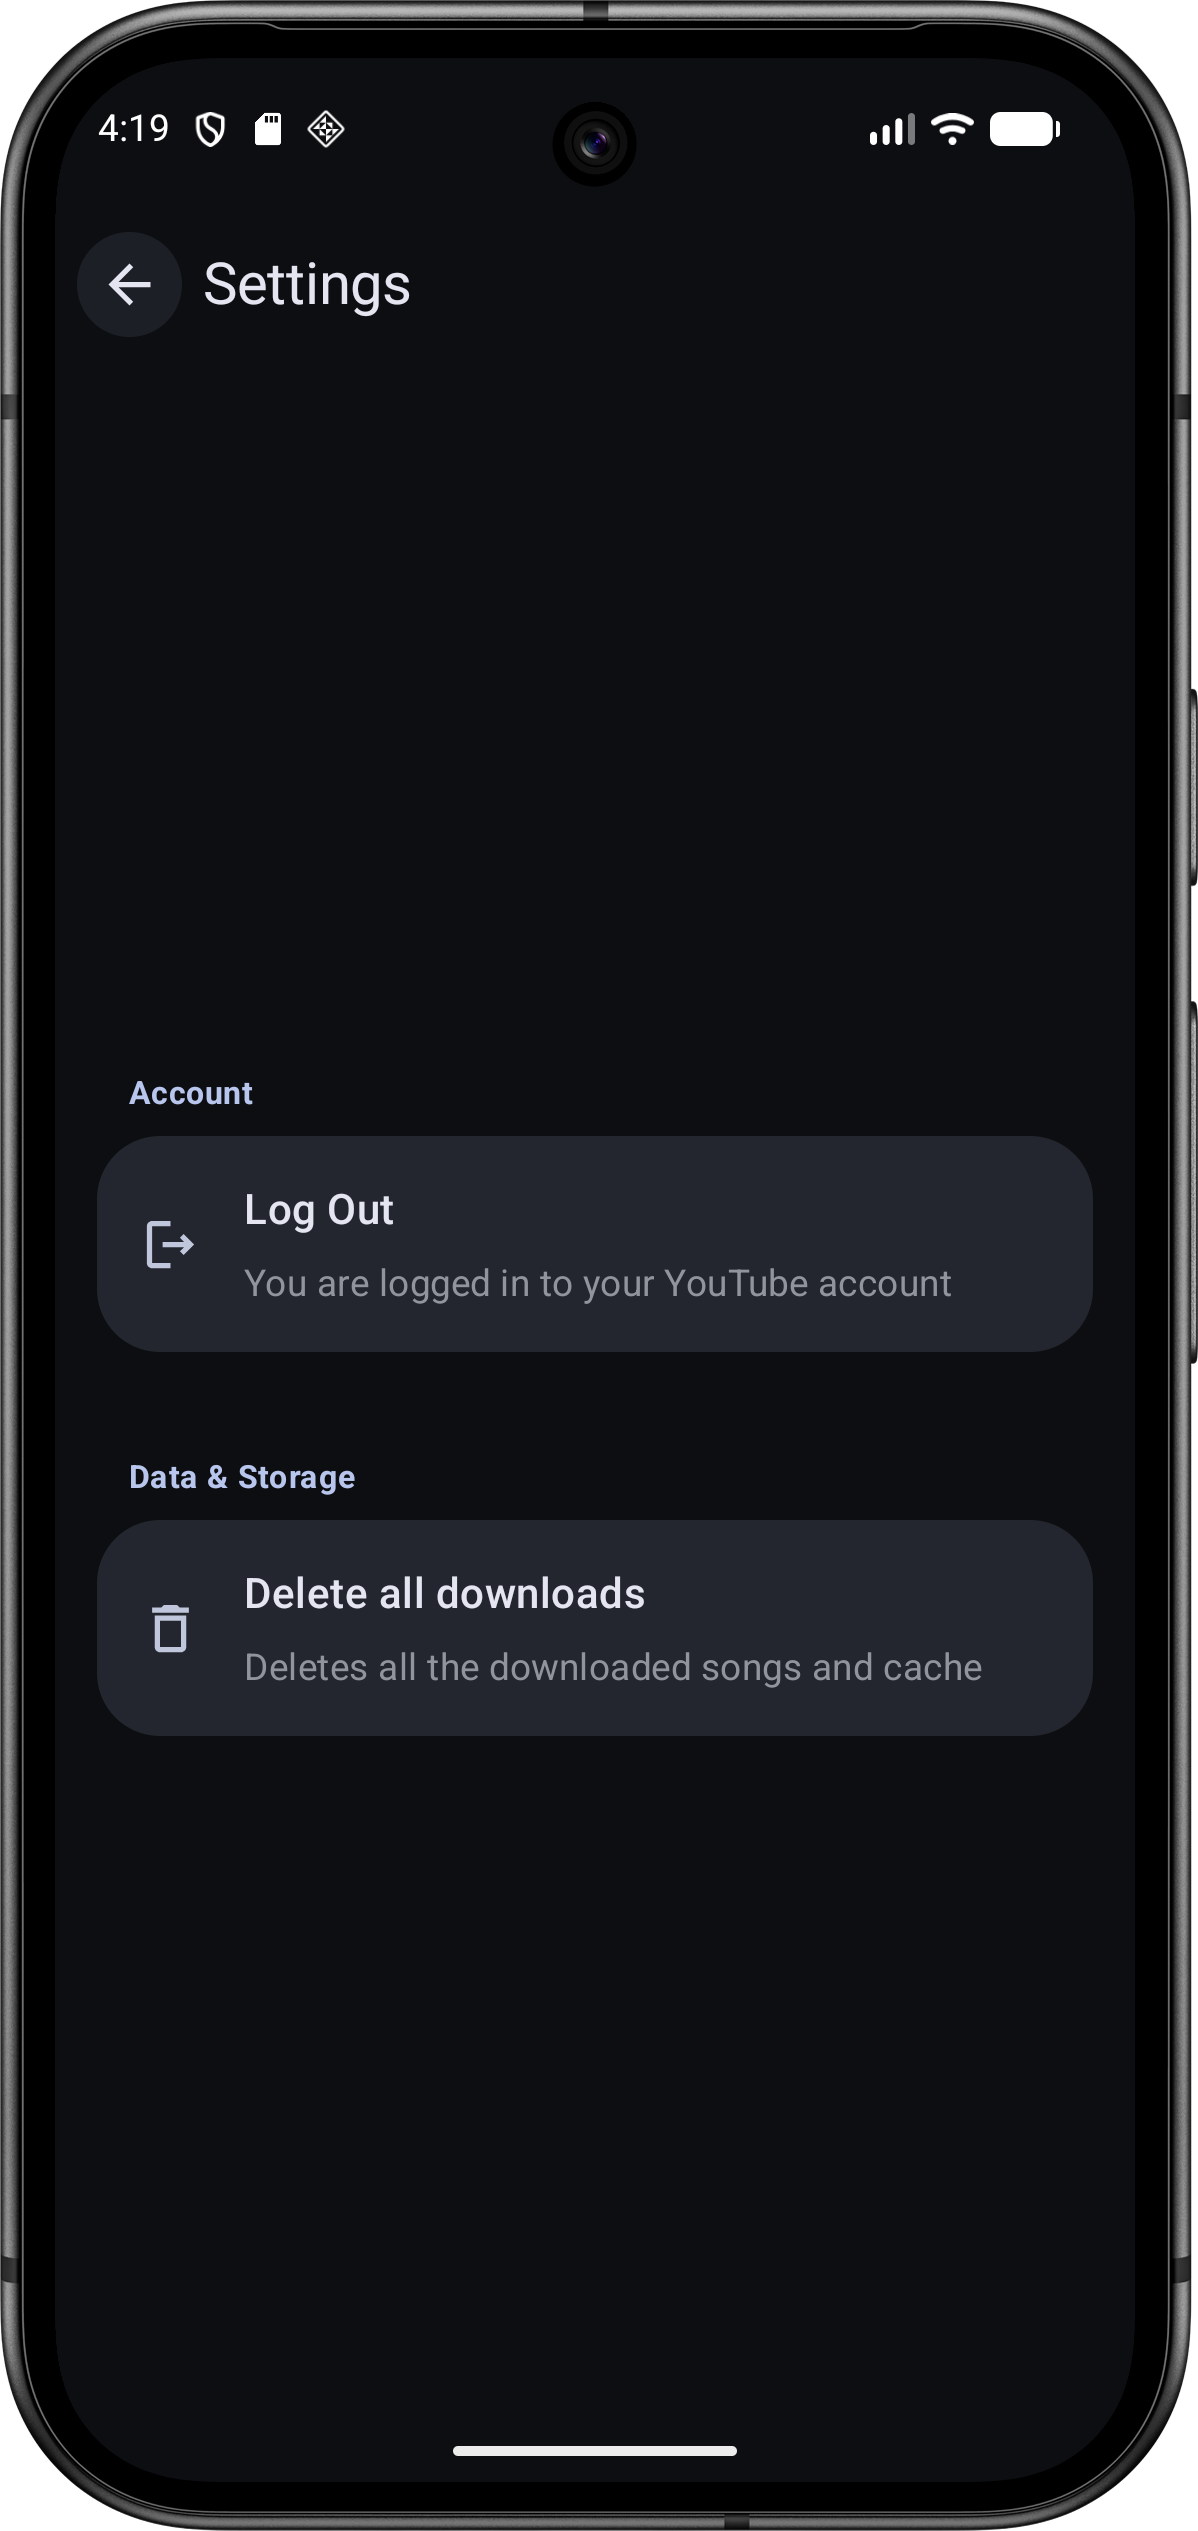 4:19
Settings
Account
Log Out
You are logged in to your YouTube account
Data & Storage
Delete all downloads
Deletes all the downloaded songs and cache